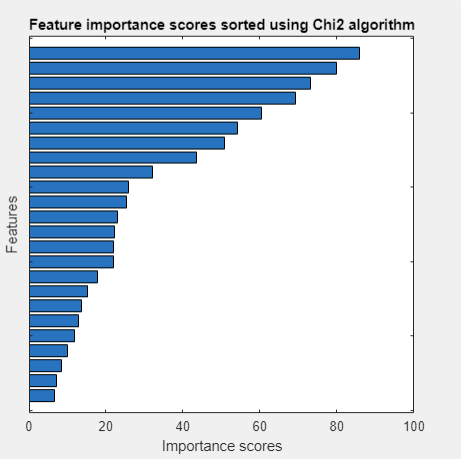 Feature importance scores sorted using Chi2 algorithm
Features
0 20 40 60 80 100
Importance scores